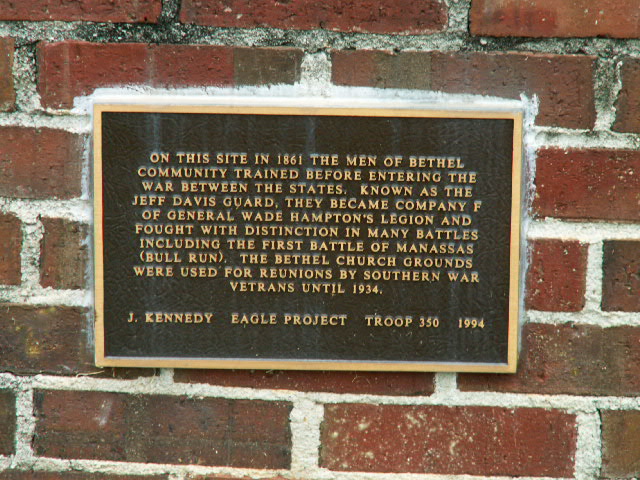 ON THIS SITE IN 1861 THE MEN OF BETHEL
COMMUNITY TRAINED BEFORE ENTERING THE
WAR BETWEEN THE STATES. KNOWN AS THE
JEFF DAVIS GUARD, THEY BECAME COMPANY F
OF GENERAL WADE HAMPTON'S LEGION AND
FOUGHT WITH DISTINCTION IN MANY BATTLES
INCLUDING THE FIRST BATTLE OF MANASSAS
(BULL RUN). THE BETHEL CHURCH GROUNDS
WERE USED FOR REUNIONS BY SOUTHERN WAR
VETRANS UNTIL 1934.
J. KENNEDY EAGLE PROJECT TROOP 350 1994